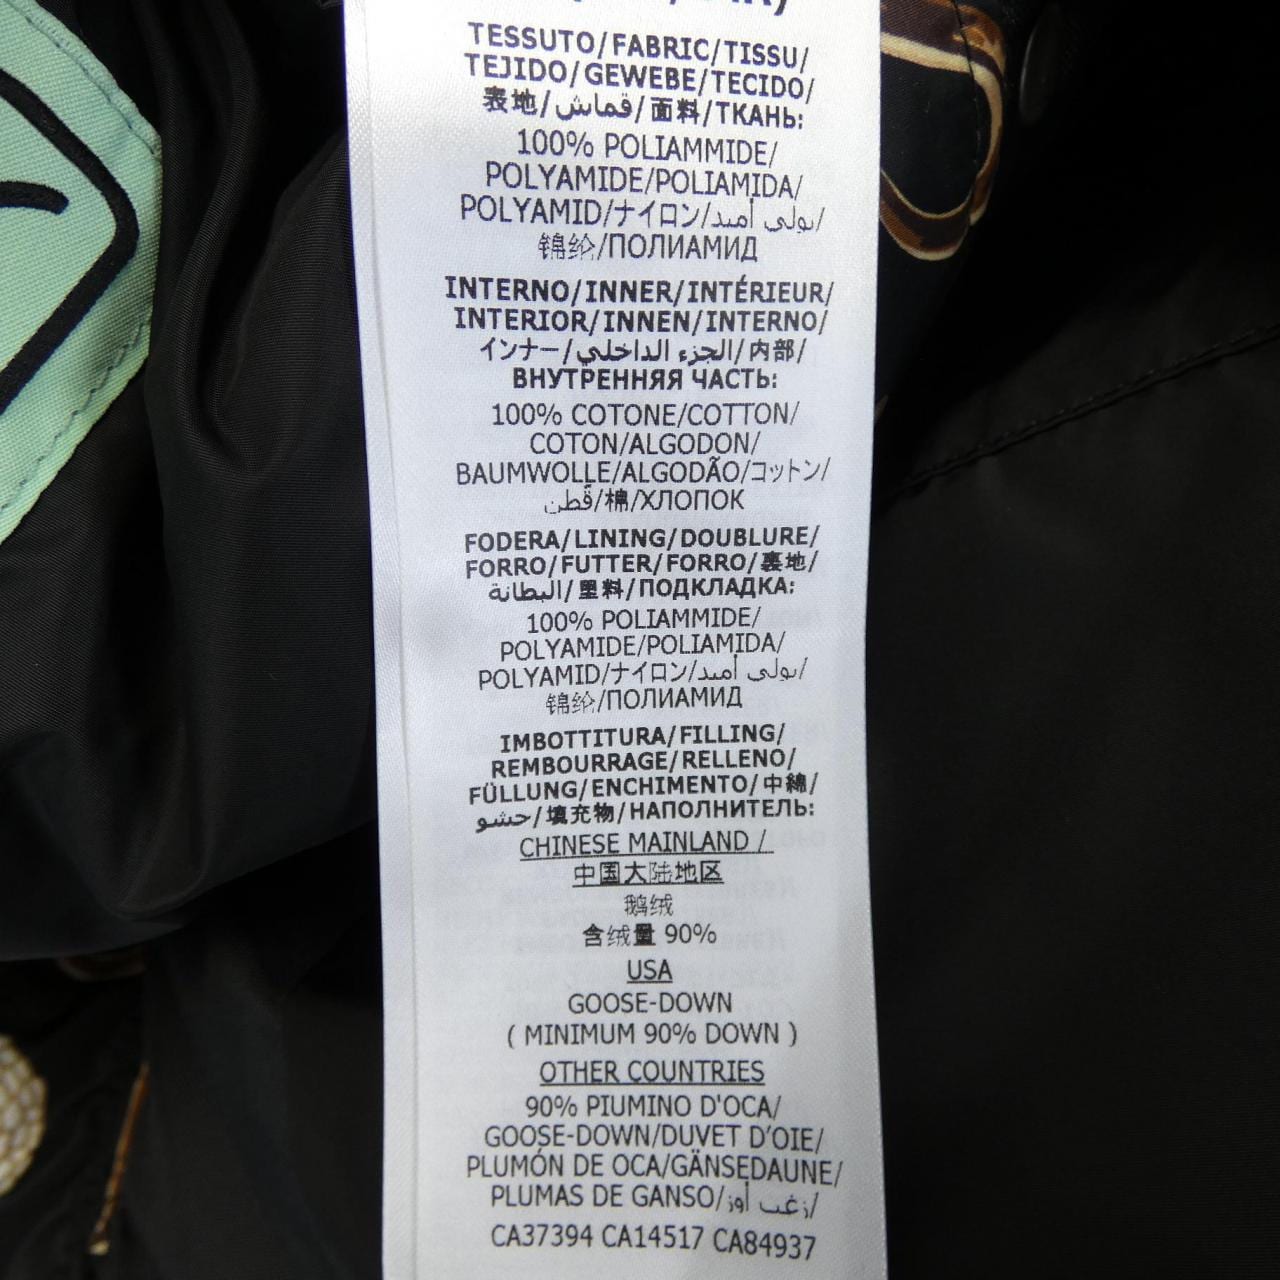 TESSUTO/FABRIC/TISSU/
TEJIDO/GEWEBE/TECIDO/
表地/قماش/面料/ТКАНЬ:
100% POLIAMMIDE/
POLYAMIDE/POLIAMIDA/
POLYAMID/ナイロン/بولي أميد/
锦纶/ПОЛИАМИД
INTERNO/INNER/INTÉRIEUR/
INTERIOR/INNEN/INTERNO/
インナー/الجزء الداخلي/内部/
ВНУТРЕННЯЯ ЧАСТЬ:
100% COTONE/COTTON/
COTON/ALGODON/
BAUMWOLLE/ALGODÃO/コットン/
قطن/棉/ХЛОПОК
FODERA/LINING/DOUBLURE/
FORRO/FUTTER/FORRO/裏地/
البطانة/里料/ПОДКЛАДКА:
100% POLIAMMIDE/
POLYAMIDE/POLIAMIDA/
POLYAMID/ナイロン/بولي أميد/
锦纶/ПОЛИАМИД
IMBOTTITURA/FILLING/
REMBOURRAGE/RELLENO/
FÜLLUNG/ENCHIMENTO/中綿/
حشو/填充物/НАПОЛНИТЕЛЬ:
CHINESE MAINLAND /
中国大陆地区
鹅绒
含绒量 90%
USA
GOOSE-DOWN
( MINIMUM 90% DOWN )
OTHER COUNTRIES
90% PIUMINO D'OCA/
GOOSE-DOWN/DUVET D'OIE/
PLUMÓN DE OCA/GÄNSEDAUNE/
PLUMAS DE GANSO/زغب أوز/
CA37394 CA14517 CA84937